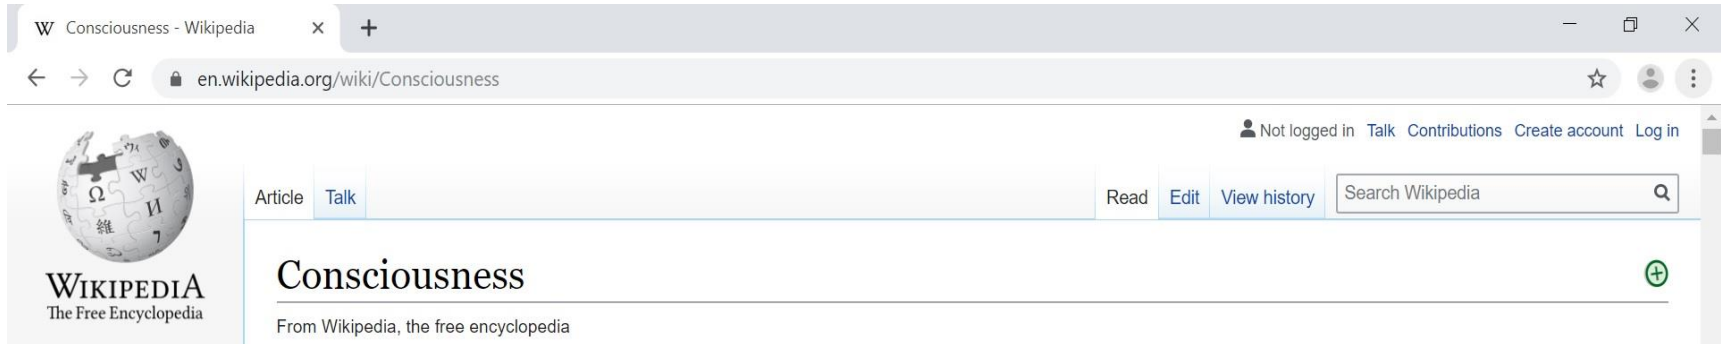 W Consciousness - Wikipedia
en.wikipedia.org/wiki/Consciousness
Not logged in Talk Contributions Create account Log in
Article Talk Read Edit View history Search Wikipedia
WIKIPEDIA
The Free Encyclopedia
Consciousness
From Wikipedia, the free encyclopedia